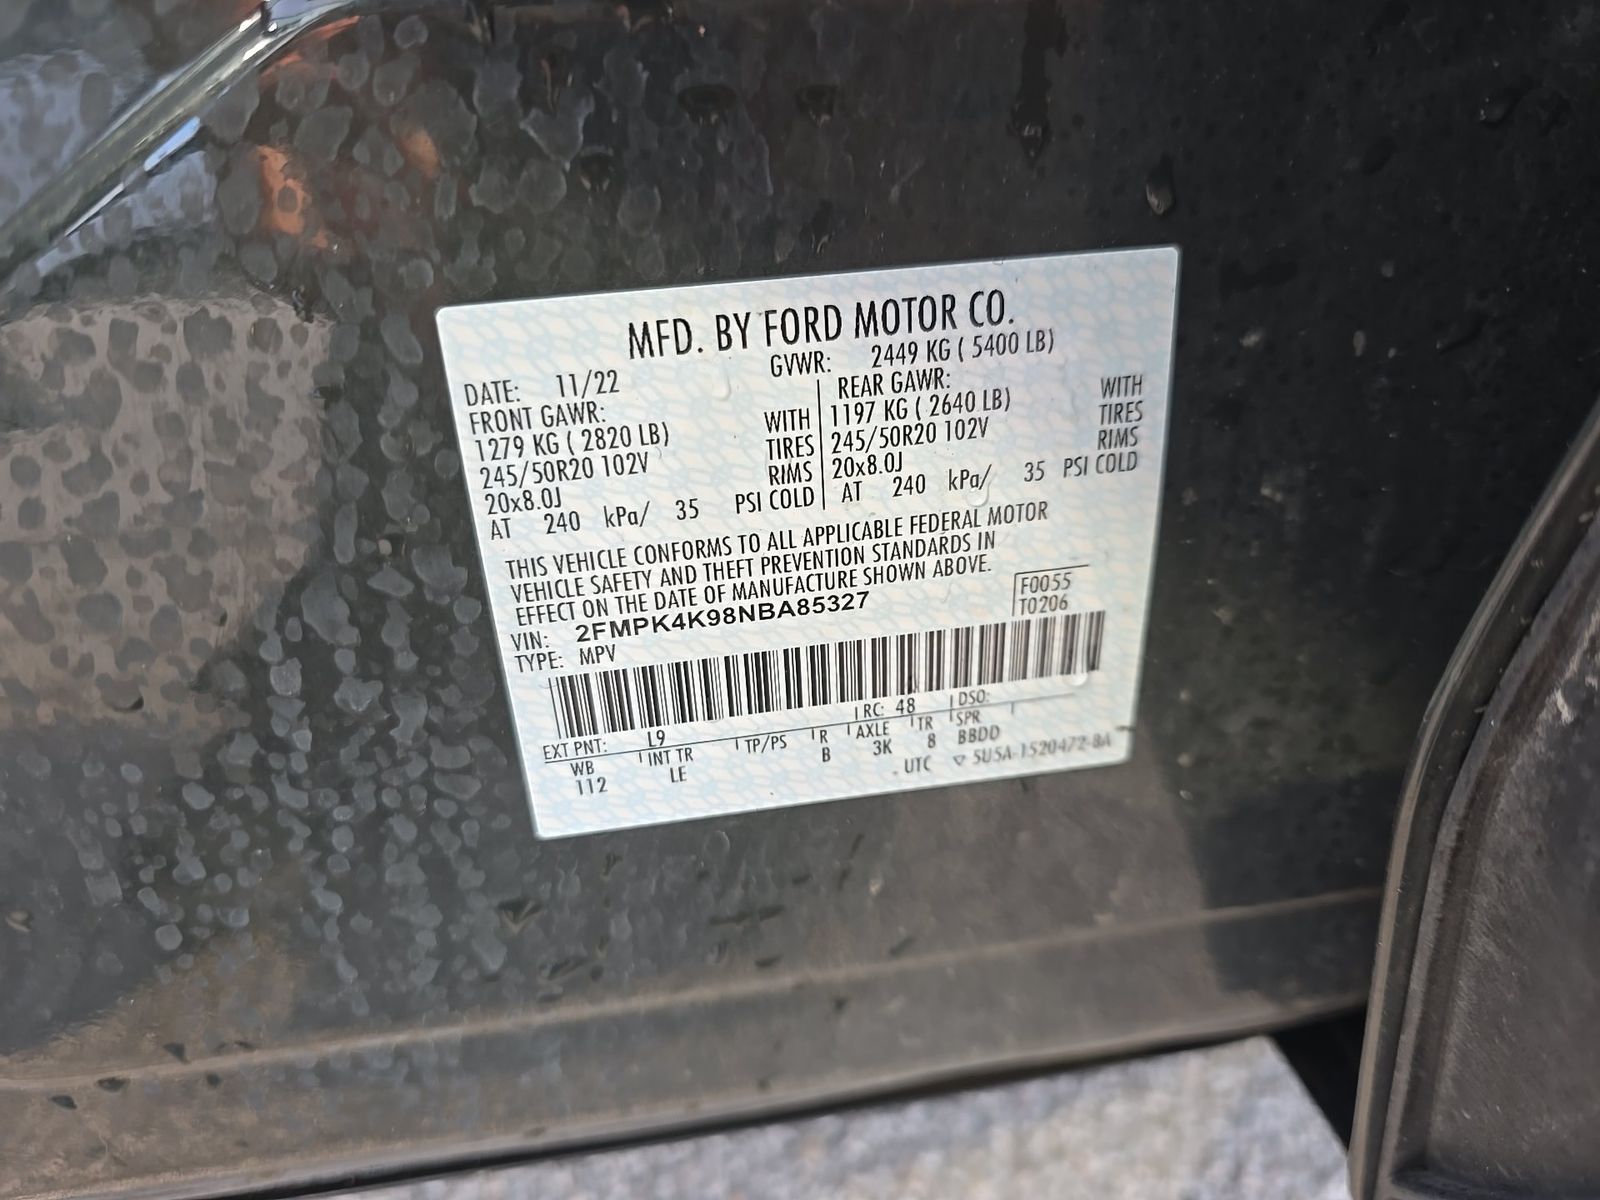 MFD. BY FORD MOTOR CO.
DATE: 11/22 GVWR: 2449 KG ( 5400 LB)
FRONT GAWR: REAR GAWR:
1279 KG ( 2820 LB) WITH 1197 KG ( 2640 LB) WITH
245/50R20 102V TIRES 245/50R20 102V TIRES
20x8.0J RIMS 20x8.0J RIMS
AT 240 kPa/ 35 PSI COLD AT 240 kPa/ 35 PSI COLD
THIS VEHICLE CONFORMS TO ALL APPLICABLE FEDERAL MOTOR
VEHICLE SAFETY AND THEFT PREVENTION STANDARDS IN
EFFECT ON THE DATE OF MANUFACTURE SHOWN ABOVE.
VIN: 2FMPK4K98NBA85327 F0055
TYPE: MPV T0206
EXT PNT: L9 RC: 48 DSO:
WB INT TR TP/PS R AXLE TR SPR
112 LE B 3K 8 BBDD
UTC ▽ 5U5A-1520472-BA